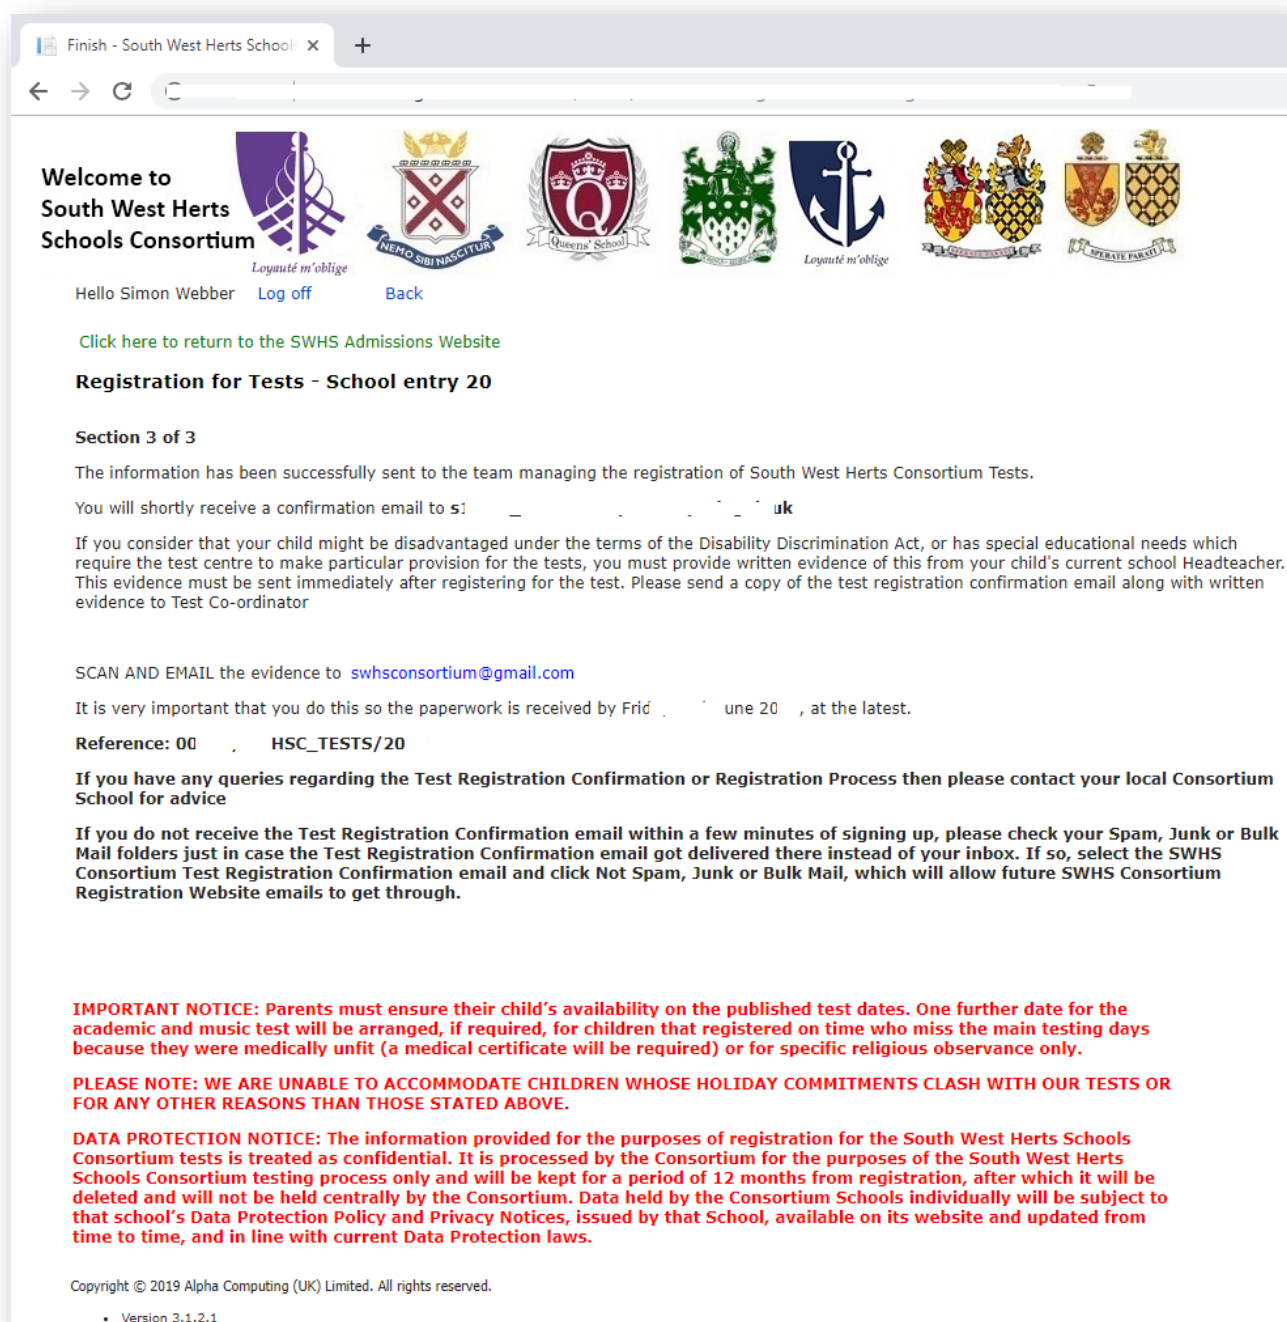 Finish - South West Herts School
Welcome to
South West Herts
Schools Consortium
Loyauté m'oblige
NEMO SIBI NASCITUR
Queens' School
Loyauté m'oblige
SPERATE PARATI
Hello Simon Webber Log off Back
Click here to return to the SWHS Admissions Website
Registration for Tests - School entry 20
Section 3 of 3
The information has been successfully sent to the team managing the registration of South West Herts Consortium Tests.
You will shortly receive a confirmation email to s1 uk
If you consider that your child might be disadvantaged under the terms of the Disability Discrimination Act, or has special educational needs which
require the test centre to make particular provision for the tests, you must provide written evidence of this from your child's current school Headteacher.
This evidence must be sent immediately after registering for the test. Please send a copy of the test registration confirmation email along with written
evidence to Test Co-ordinator
SCAN AND EMAIL the evidence to swhsconsortium@gmail.com
It is very important that you do this so the paperwork is received by Frid une 20 , at the latest.
Reference: 00 HSC_TESTS/20
If you have any queries regarding the Test Registration Confirmation or Registration Process then please contact your local Consortium
School for advice
If you do not receive the Test Registration Confirmation email within a few minutes of signing up, please check your Spam, Junk or Bulk
Mail folders just in case the Test Registration Confirmation email got delivered there instead of your inbox. If so, select the SWHS
Consortium Test Registration Confirmation email and click Not Spam, Junk or Bulk Mail, which will allow future SWHS Consortium
Registration Website emails to get through.
IMPORTANT NOTICE: Parents must ensure their child's availability on the published test dates. One further date for the
academic and music test will be arranged, if required, for children that registered on time who miss the main testing days
because they were medically unfit (a medical certificate will be required) or for specific religious observance only.
PLEASE NOTE: WE ARE UNABLE TO ACCOMMODATE CHILDREN WHOSE HOLIDAY COMMITMENTS CLASH WITH OUR TESTS OR
FOR ANY OTHER REASONS THAN THOSE STATED ABOVE.
DATA PROTECTION NOTICE: The information provided for the purposes of registration for the South West Herts Schools
Consortium tests is treated as confidential. It is processed by the Consortium for the purposes of the South West Herts
Schools Consortium testing process only and will be kept for a period of 12 months from registration, after which it will be
deleted and will not be held centrally by the Consortium. Data held by the Consortium Schools individually will be subject to
that school's Data Protection Policy and Privacy Notices, issued by that School, available on its website and updated from
time to time, and in line with current Data Protection laws.
Copyright © 2019 Alpha Computing (UK) Limited. All rights reserved.
• Version 3.1.2.1